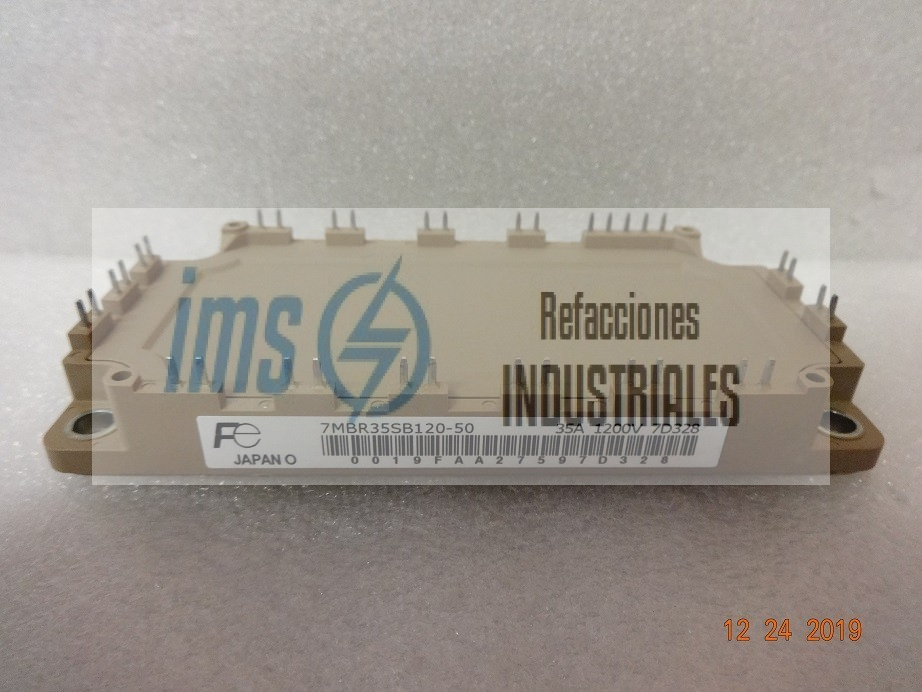 ims
Refacciones
INDUSTRIALES
Fe
7MBR35SB120-50 35A 1200V 7D328
JAPAN O
0019FAA27597D328
12 24 2019